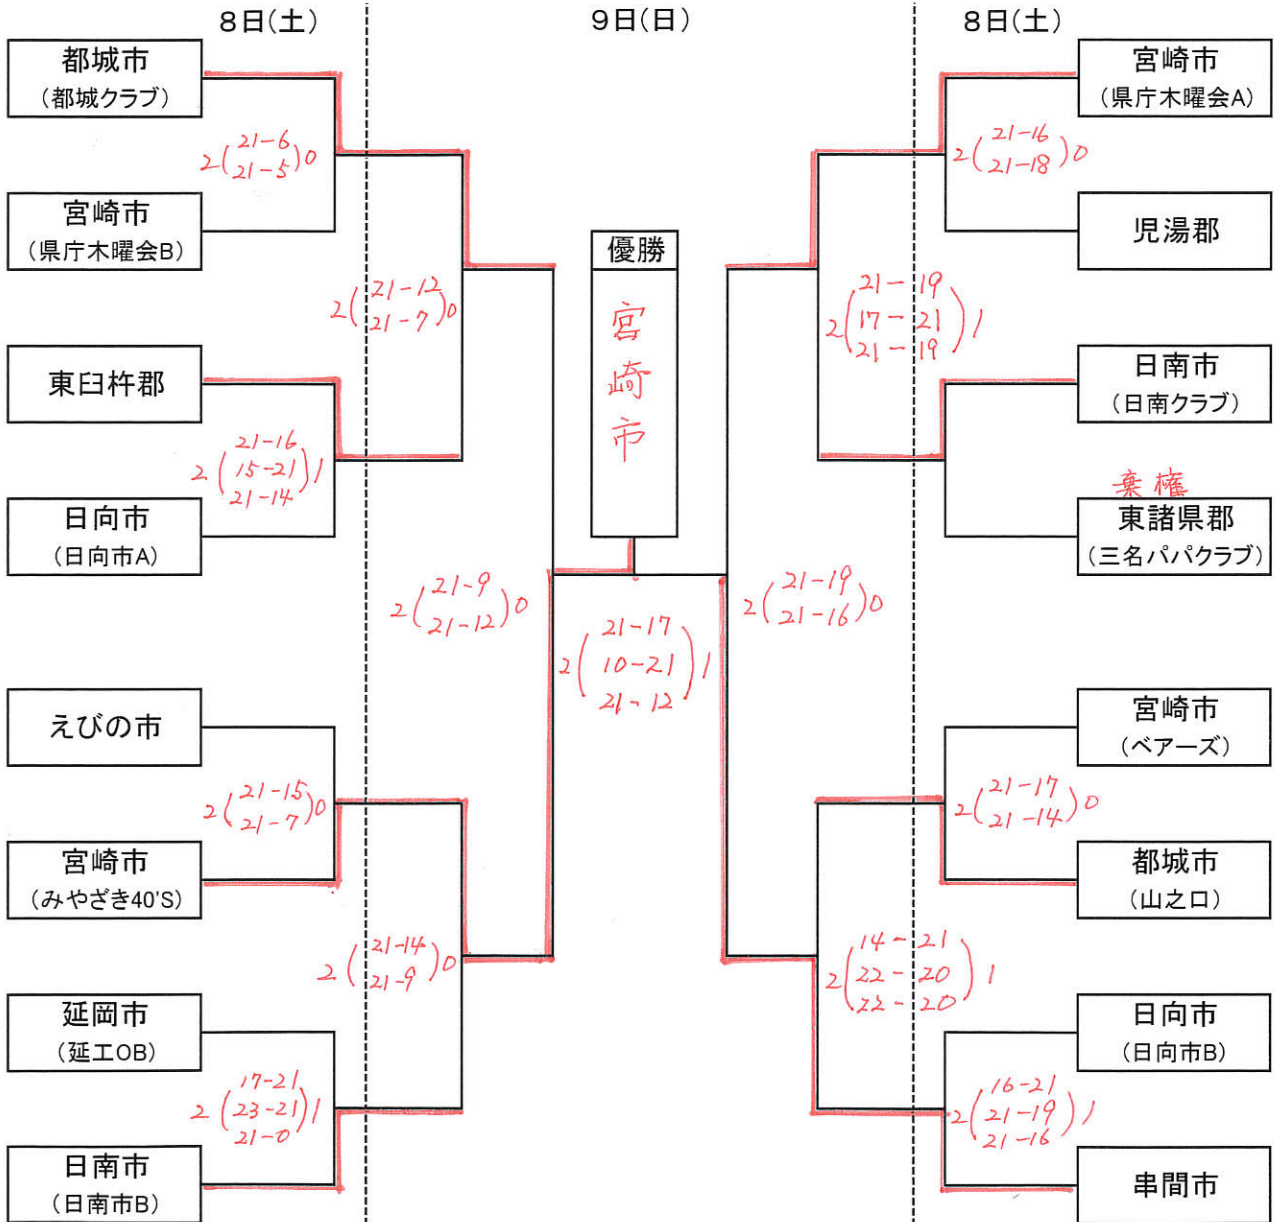 8日(土)
9日(日)
8日(土)
都城市
(都城クラブ)
2(21-6
21-5)0
宮崎市
(県庁木曜会B)
2(21-12
21-7)0
東臼杵郡
2(21-16
15-21
21-14)1
日向市
(日向市A)
2(21-9
21-12)0
えびの市
2(21-15
21-7)0
宮崎市
(みやざき40'S)
2(21-14
21-9)0
延岡市
(延工OB)
2(17-21
23-21
21-0)1
日南市
(日南市B)
優勝
宮崎市
2(21-17
10-21
21-12)1
宮崎市
(県庁木曜会A)
2(21-16
21-18)0
児湯郡
2(21-19
17-21
21-19)1
日南市
(日南クラブ)
棄権
東諸県郡
(三名パパクラブ)
2(21-19
21-16)0
宮崎市
(ベアーズ)
2(21-17
21-14)0
都城市
(山之口)
2(14-21
22-20
22-20)1
日向市
(日向市B)
2(16-21
21-19
21-16)1
串間市